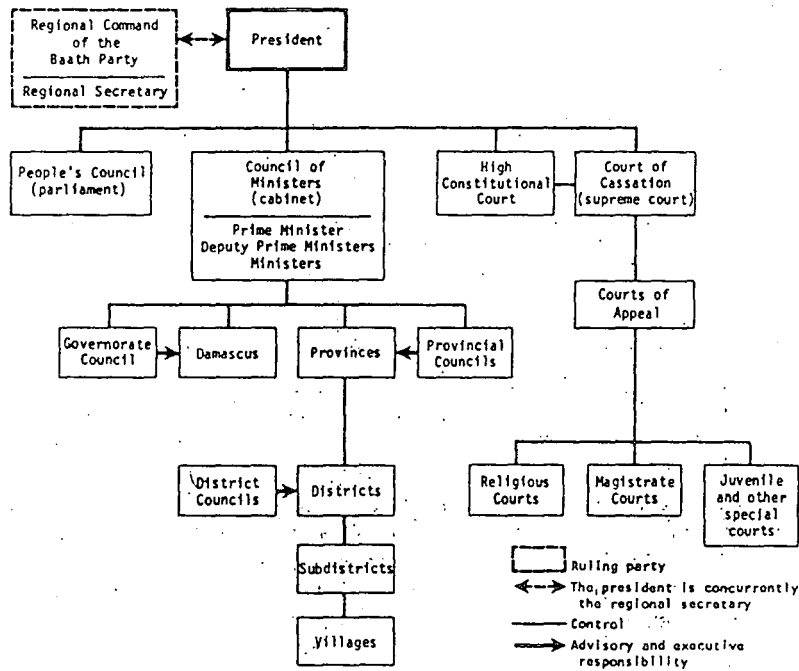 Regional Command
of the
Baath Party
Regional Secretary
President
People's Council
(parliament)
Council of
Ministers
(cabinet)
Prime Minister
Deputy Prime Ministers
Ministers
High
Constitutional
Court
Court of
Cassation
(supreme court)
Courts of
Appeal
Governorate
Council
Damascus
Provinces
Provincial
Councils
District
Councils
Districts
Religious
Courts
Magistrate
Courts
Juvenile
and other
special
courts
Subdistricts
Villages
Ruling party
The president is concurrently
the regional secretary
Control
Advisory and executive
responsibility